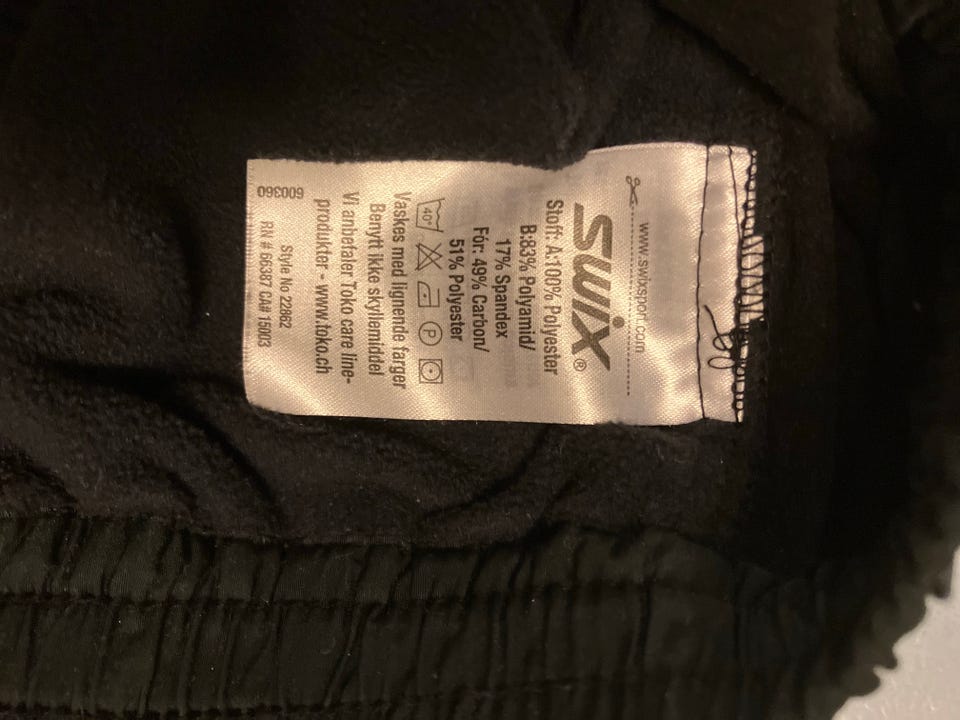 www.swixsport.com
SWIX®
Stoff: A:100% Polyester
B:83% Polyamid/
17% Spandex
Fór: 49% Carbon/
51% Polyester
40°
P
Vaskes med lignende farger
Benytt ikke skyllemiddel
Vi anbefaler Toko care line-
produkter - www.toko.ch
600360
Style No 22862
RN # 66387 CA# 15003